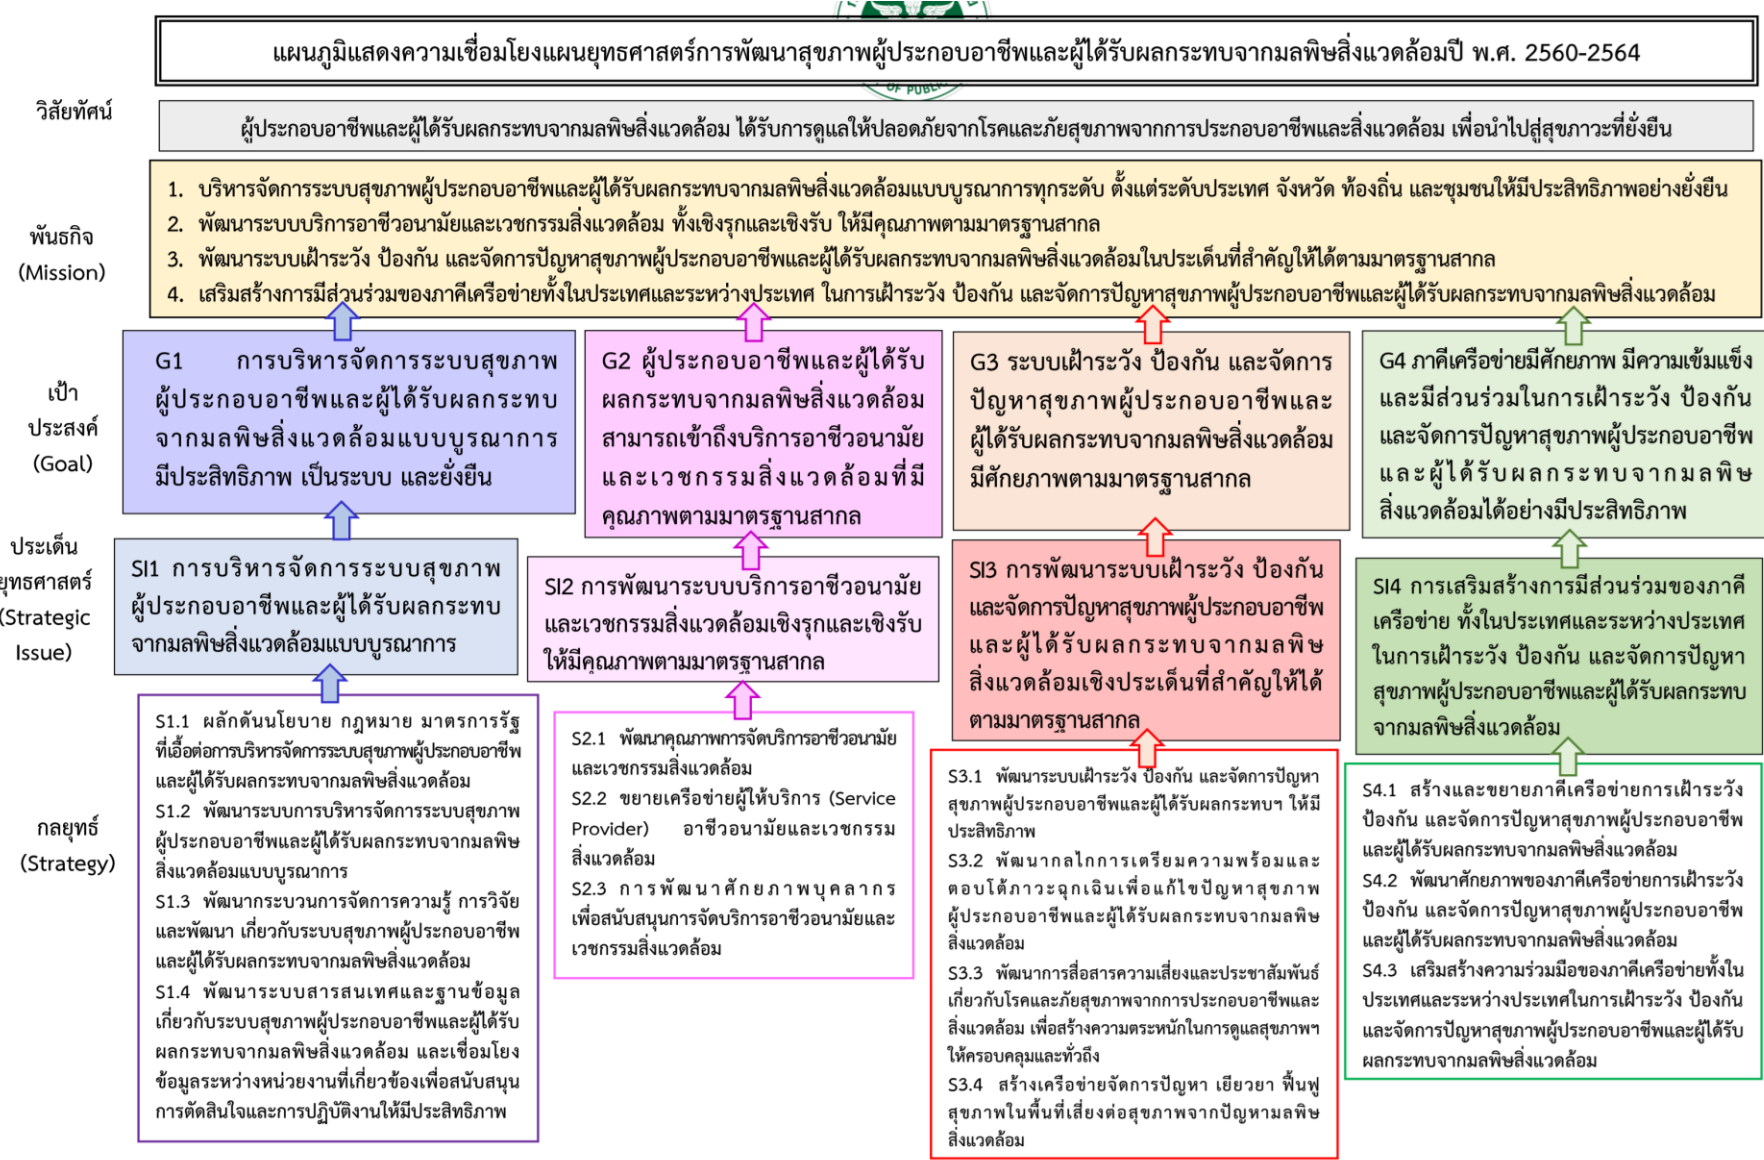 แผนภูมิแสดงความเชื่อมโยงแผนยุทธศาสตร์การพัฒนาสุขภาพผู้ประกอบอาชีพและผู้ได้รับผลกระทบจากมลพิษสิ่งแวดล้อมปี พ.ศ. 2560-2564
OF PUBL
วิสัยทัศน์
ผู้ประกอบอาชีพและผู้ได้รับผลกระทบจากมลพิษสิ่งแวดล้อม ได้รับการดูแลให้ปลอดภัยจากโรคและภัยสุขภาพจากการประกอบอาชีพและสิ่งแวดล้อม เพื่อนำไปสู่สุขภาวะที่ยั่งยืน
พันธกิจ
(Mission)
1. บริหารจัดการระบบสุขภาพผู้ประกอบอาชีพและผู้ได้รับผลกระทบจากมลพิษสิ่งแวดล้อมแบบบูรณาการทุกระดับ ตั้งแต่ระดับประเทศ จังหวัด ท้องถิ่น และชุมชนให้มีประสิทธิภาพอย่างยั่งยืน
2. พัฒนาระบบบริการอาชีวอนามัยและเวชกรรมสิ่งแวดล้อม ทั้งเชิงรุกและเชิงรับ ให้มีคุณภาพตามมาตรฐานสากล
3. พัฒนาระบบเฝ้าระวัง ป้องกัน และจัดการปัญหาสุขภาพผู้ประกอบอาชีพและผู้ได้รับผลกระทบจากมลพิษสิ่งแวดล้อมในประเด็นที่สำคัญให้ได้ตามมาตรฐานสากล
4. เสริมสร้างการมีส่วนร่วมของภาคีเครือข่ายทั้งในประเทศและระหว่างประเทศ ในการเฝ้าระวัง ป้องกัน และจัดการปัญหาสุขภาพผู้ประกอบอาชีพและผู้ได้รับผลกระทบจากมลพิษสิ่งแวดล้อม
เป้า
ประสงค์
(Goal)
G1 การบริหารจัดการระบบสุขภาพ
ผู้ประกอบอาชีพและผู้ได้รับผลกระทบ
จากมลพิษสิ่งแวดล้อมแบบบูรณาการ
มีประสิทธิภาพ เป็นระบบ และยั่งยืน
G2 ผู้ประกอบอาชีพและผู้ได้รับ
ผลกระทบจากมลพิษสิ่งแวดล้อม
สามารถเข้าถึงบริการอาชีวอนามัย
และเวชกรรมสิ่งแวดล้อมที่มี
คุณภาพตามมาตรฐานสากล
G3 ระบบเฝ้าระวัง ป้องกัน และจัดการ
ปัญหาสุขภาพผู้ประกอบอาชีพและ
ผู้ได้รับผลกระทบจากมลพิษสิ่งแวดล้อม
มีศักยภาพตามมาตรฐานสากล
G4 ภาคีเครือข่ายมีศักยภาพ มีความเข้มแข็ง
และมีส่วนร่วมในการเฝ้าระวัง ป้องกัน
และจัดการปัญหาสุขภาพผู้ประกอบอาชีพ
และผู้ได้รับผลกระทบจากมลพิษ
สิ่งแวดล้อมได้อย่างมีประสิทธิภาพ
ประเด็น
ยุทธศาสตร์
(Strategic
Issue)
SI1 การบริหารจัดการระบบสุขภาพ
ผู้ประกอบอาชีพและผู้ได้รับผลกระทบ
จากมลพิษสิ่งแวดล้อมแบบบูรณาการ
SI2 การพัฒนาระบบบริการอาชีวอนามัย
และเวชกรรมสิ่งแวดล้อมเชิงรุกและเชิงรับ
ให้มีคุณภาพตามมาตรฐานสากล
SI3 การพัฒนาระบบเฝ้าระวัง ป้องกัน
และจัดการปัญหาสุขภาพผู้ประกอบอาชีพ
และผู้ได้รับผลกระทบจากมลพิษ
สิ่งแวดล้อมเชิงประเด็นที่สำคัญให้ได้
ตามมาตรฐานสากล
SI4 การเสริมสร้างการมีส่วนร่วมของภาคี
เครือข่าย ทั้งในประเทศและระหว่างประเทศ
ในการเฝ้าระวัง ป้องกัน และจัดการปัญหา
สุขภาพผู้ประกอบอาชีพและผู้ได้รับผลกระทบ
จากมลพิษสิ่งแวดล้อม
กลยุทธ์
(Strategy)
S1.1 ผลักดันนโยบาย กฎหมาย มาตรการรัฐ
ที่เอื้อต่อการบริหารจัดการระบบสุขภาพผู้ประกอบอาชีพ
และผู้ได้รับผลกระทบจากมลพิษสิ่งแวดล้อม
S1.2 พัฒนาระบบการบริหารจัดการระบบสุขภาพ
ผู้ประกอบอาชีพและผู้ได้รับผลกระทบจากมลพิษ
สิ่งแวดล้อมแบบบูรณาการ
S1.3 พัฒนากระบวนการจัดการความรู้ การวิจัย
และพัฒนา เกี่ยวกับระบบสุขภาพผู้ประกอบอาชีพ
และผู้ได้รับผลกระทบจากมลพิษสิ่งแวดล้อม
S1.4 พัฒนาระบบสารสนเทศและฐานข้อมูล
เกี่ยวกับระบบสุขภาพผู้ประกอบอาชีพและผู้ได้รับ
ผลกระทบจากมลพิษสิ่งแวดล้อม และเชื่อมโยง
ข้อมูลระหว่างหน่วยงานที่เกี่ยวข้องเพื่อสนับสนุน
การตัดสินใจและการปฏิบัติงานให้มีประสิทธิภาพ
S2.1 พัฒนาคุณภาพการจัดบริการอาชีวอนามัย
และเวชกรรมสิ่งแวดล้อม
S2.2 ขยายเครือข่ายผู้ให้บริการ (Service
Provider) อาชีวอนามัยและเวชกรรม
สิ่งแวดล้อม
S2.3 การพัฒนาศักยภาพบุคลากร
เพื่อสนับสนุนการจัดบริการอาชีวอนามัยและ
เวชกรรมสิ่งแวดล้อม
S3.1 พัฒนาระบบเฝ้าระวัง ป้องกัน และจัดการปัญหา
สุขภาพผู้ประกอบอาชีพและผู้ได้รับผลกระทบฯ ให้มี
ประสิทธิภาพ
S3.2 พัฒนากลไกการเตรียมความพร้อมและ
ตอบโต้ภาวะฉุกเฉินเพื่อแก้ไขปัญหาสุขภาพ
ผู้ประกอบอาชีพและผู้ได้รับผลกระทบจากมลพิษ
สิ่งแวดล้อม
S3.3 พัฒนาการสื่อสารความเสี่ยงและประชาสัมพันธ์
เกี่ยวกับโรคและภัยสุขภาพจากการประกอบอาชีพและ
สิ่งแวดล้อม เพื่อสร้างความตระหนักในการดูแลสุขภาพฯ
ให้ครอบคลุมและทั่วถึง
S3.4 สร้างเครือข่ายจัดการปัญหา เยียวยา ฟื้นฟู
สุขภาพในพื้นที่เสี่ยงต่อสุขภาพจากปัญหามลพิษ
สิ่งแวดล้อม
S4.1 สร้างและขยายภาคีเครือข่ายการเฝ้าระวัง
ป้องกัน และจัดการปัญหาสุขภาพผู้ประกอบอาชีพ
และผู้ได้รับผลกระทบจากมลพิษสิ่งแวดล้อม
S4.2 พัฒนาศักยภาพของภาคีเครือข่ายการเฝ้าระวัง
ป้องกัน และจัดการปัญหาสุขภาพผู้ประกอบอาชีพ
และผู้ได้รับผลกระทบจากมลพิษสิ่งแวดล้อม
S4.3 เสริมสร้างความร่วมมือของภาคีเครือข่ายทั้งใน
ประเทศและระหว่างประเทศในการเฝ้าระวัง ป้องกัน
และจัดการปัญหาสุขภาพผู้ประกอบอาชีพและผู้ได้รับ
ผลกระทบจากมลพิษสิ่งแวดล้อม